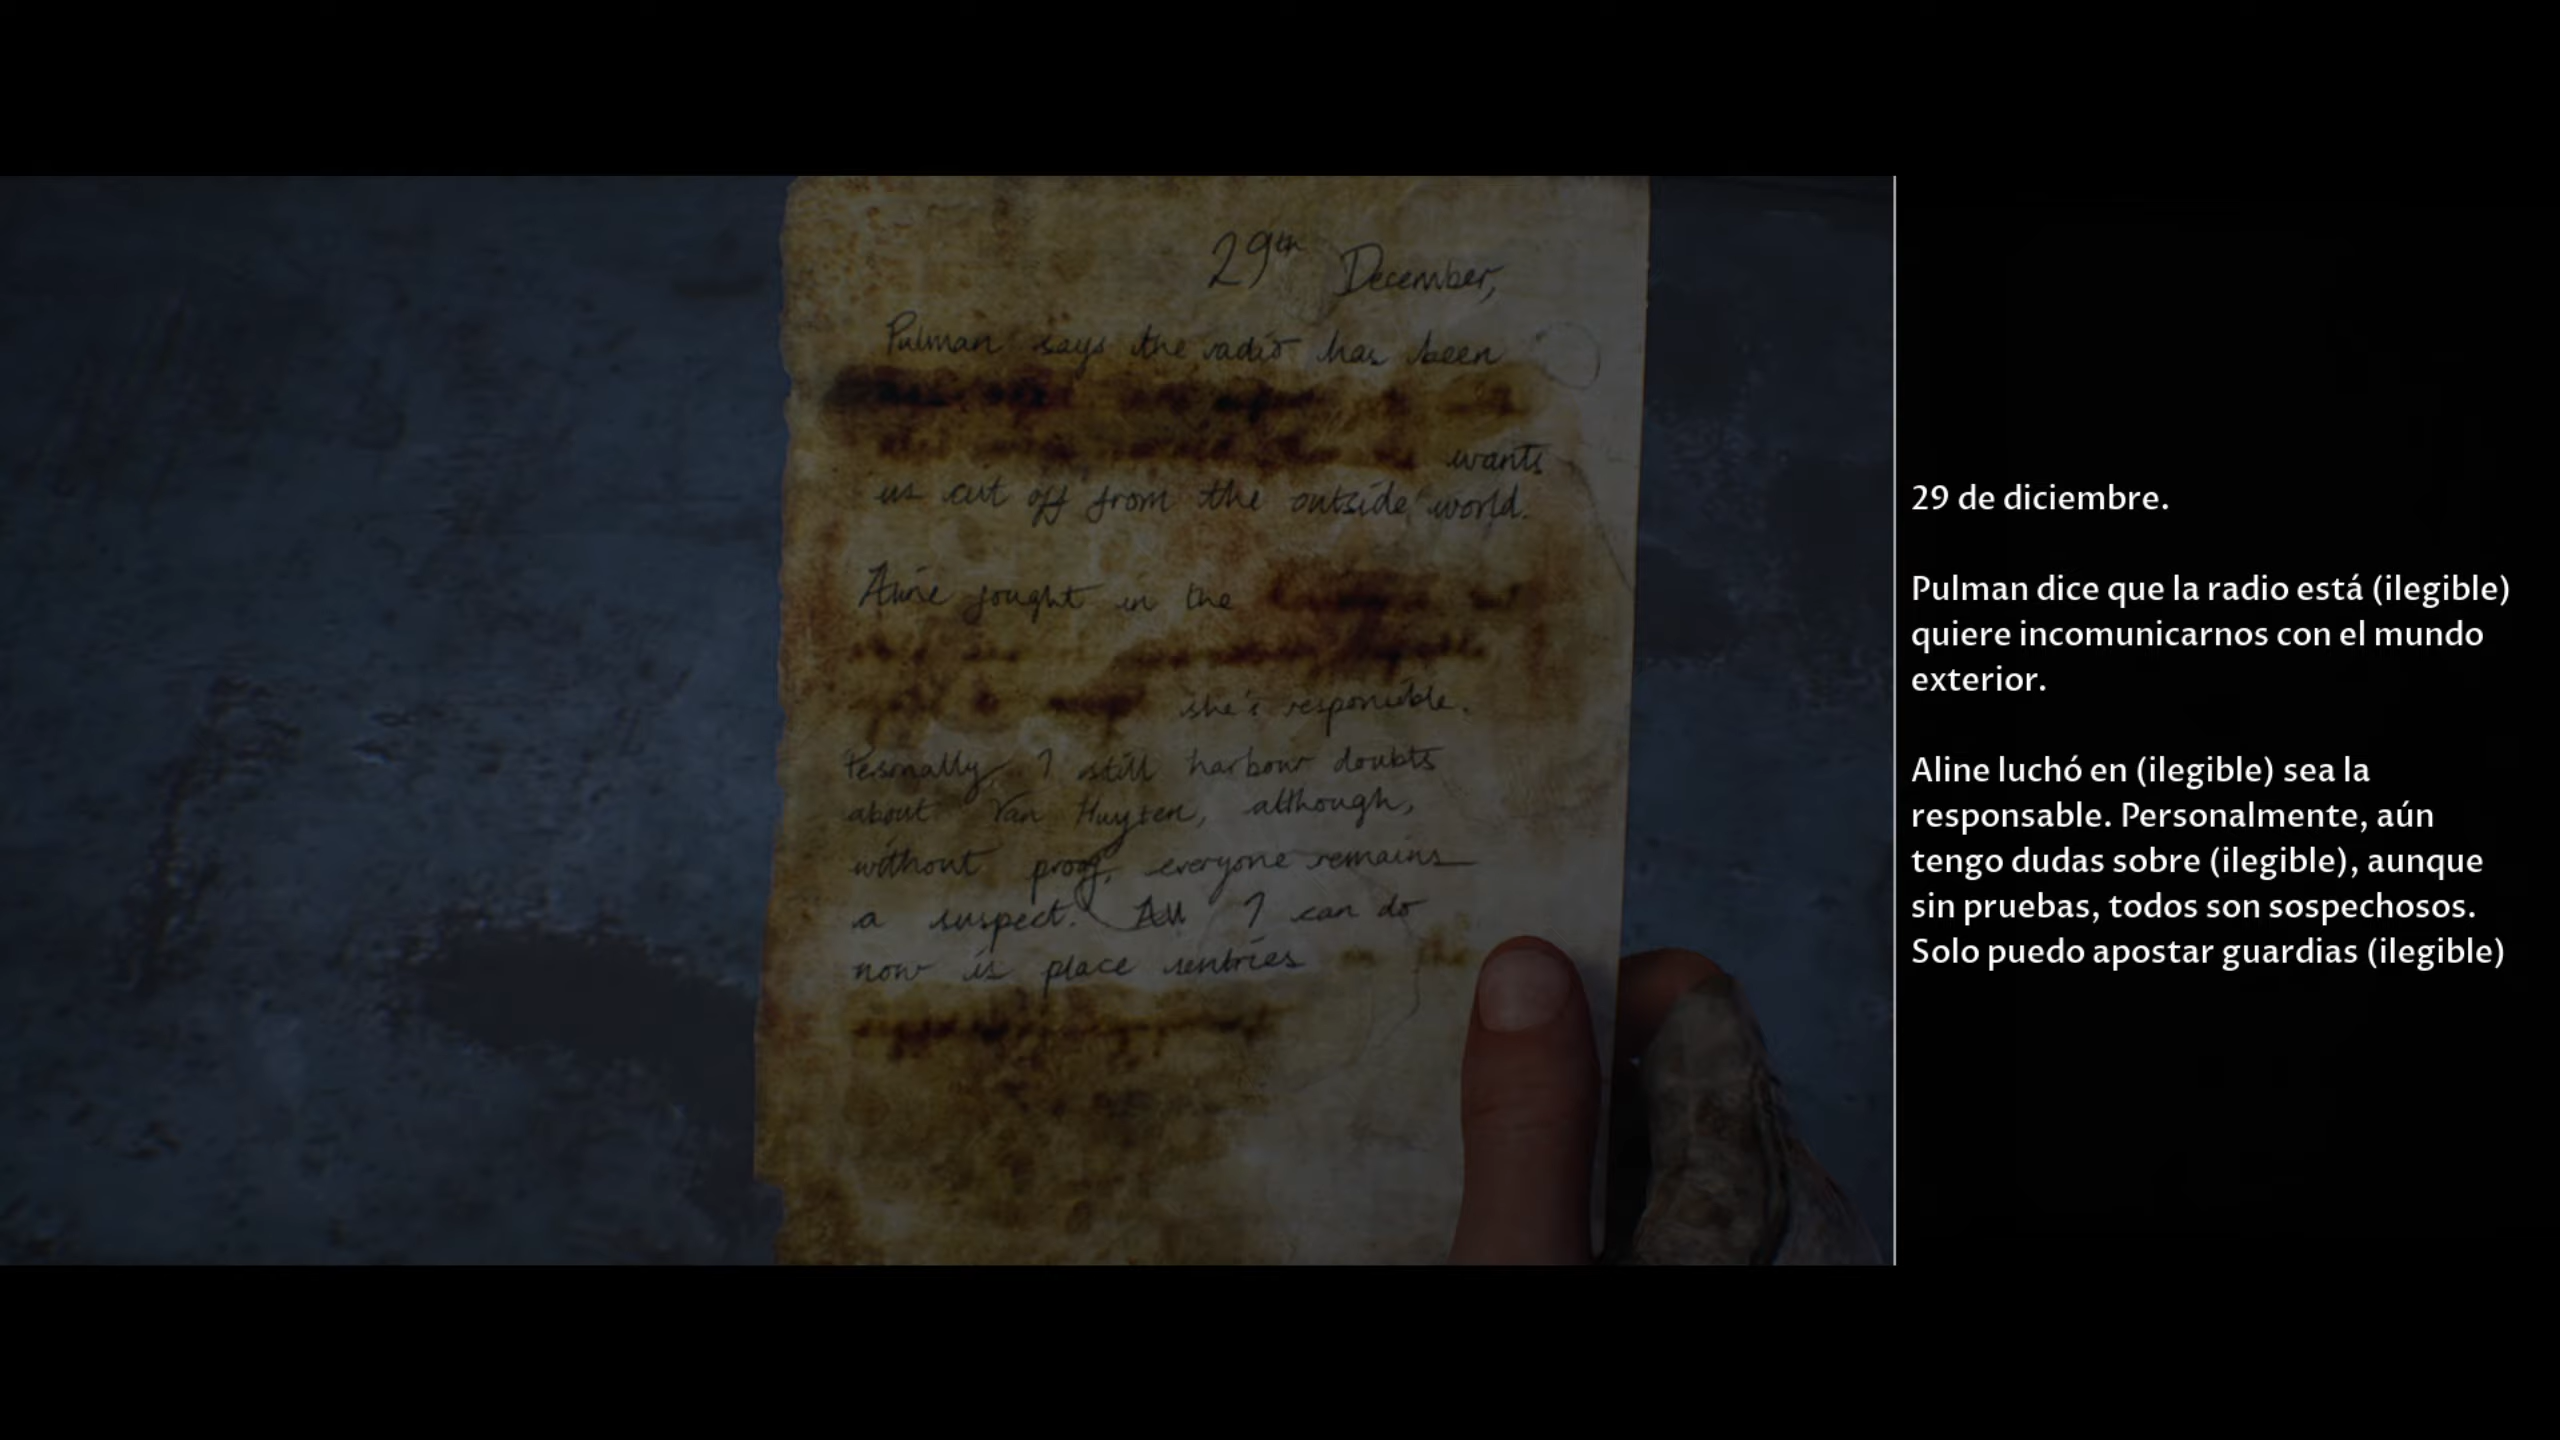 29th December,
Pulman says the radio has been
wants
us cut off from the outside world.
Aline fought in the
she's responsible.
Personally, I still harbour doubts
about Van Huyten, although,
without proof, everyone remains
a suspect. All I can do
now is place sentries on the
29 de diciembre.
Pulman dice que la radio está (ilegible)
quiere incomunicarnos con el mundo
exterior.
Aline luchó en (ilegible) sea la
responsable. Personalmente, aún
tengo dudas sobre (ilegible), aunque
sin pruebas, todos son sospechosos.
Solo puedo apostar guardias (ilegible)